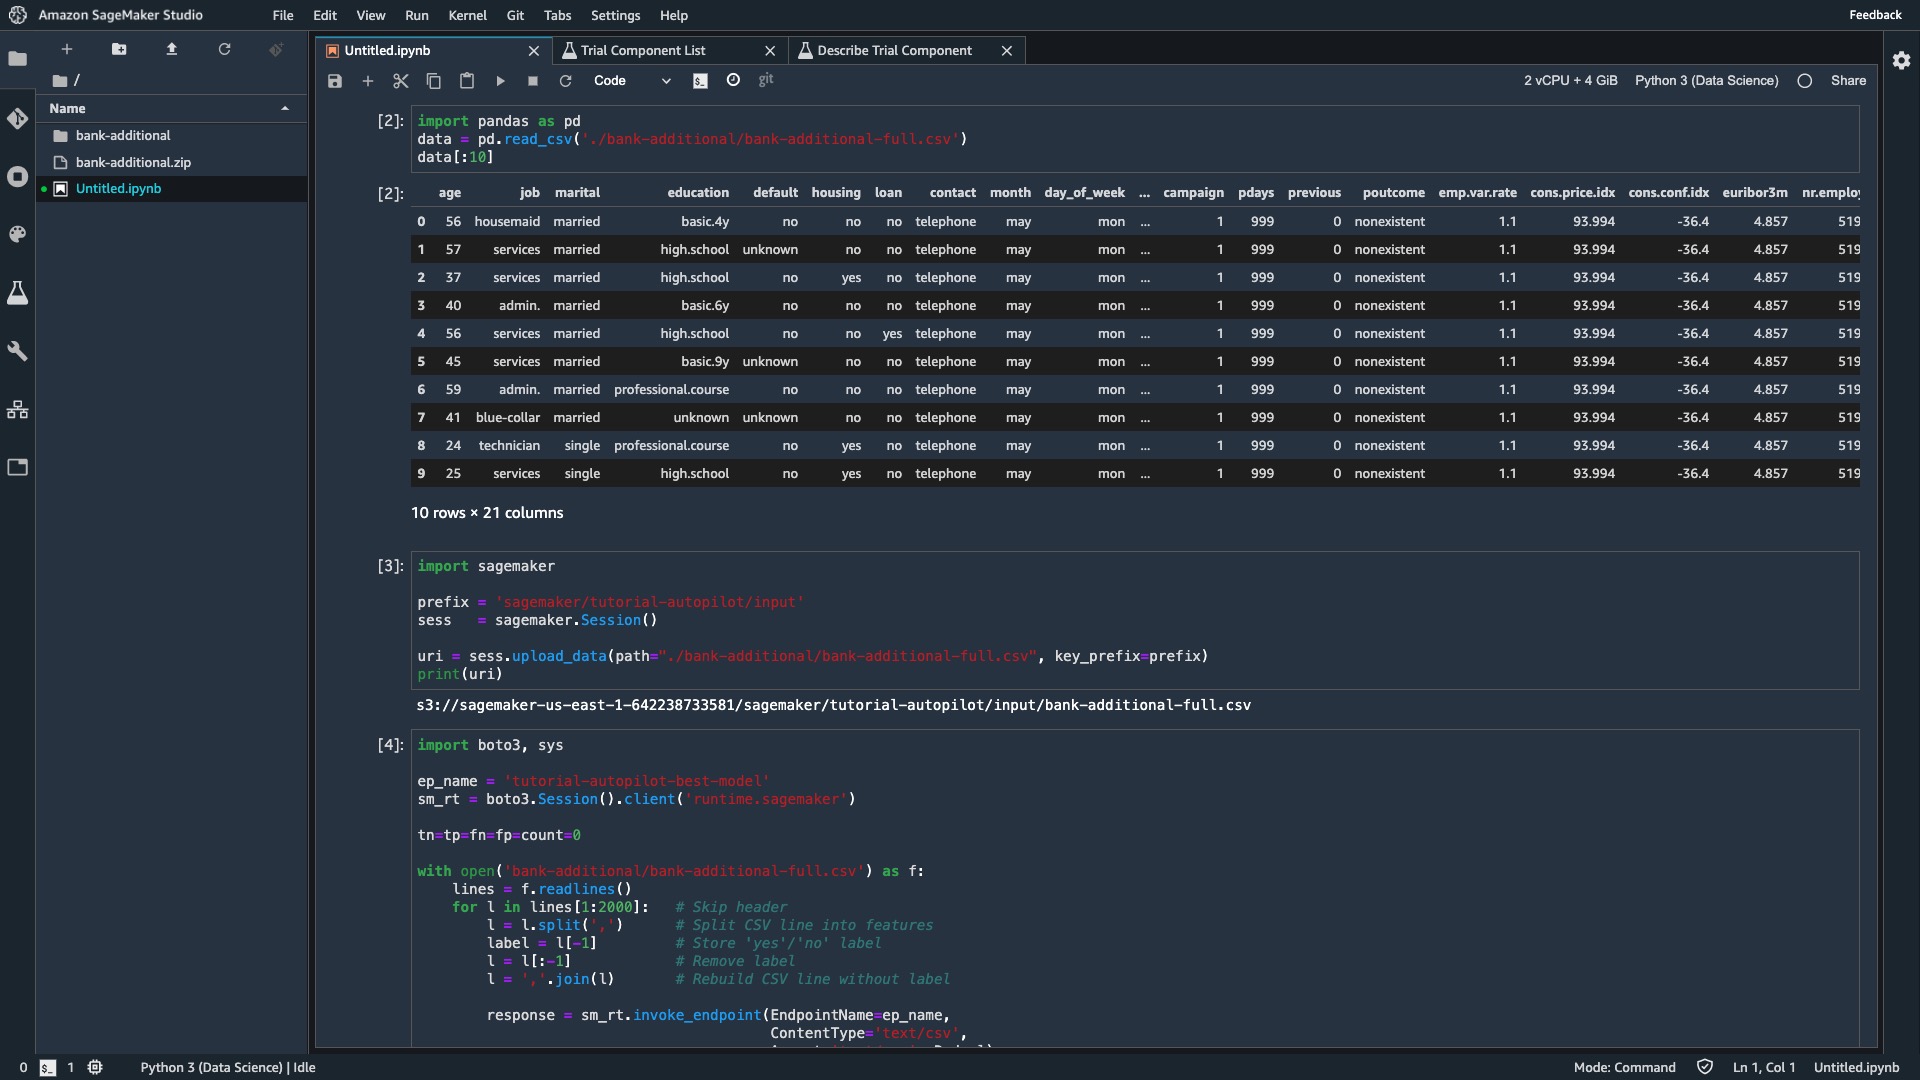 Amazon SageMaker Studio File Edit View Run Kernel Git Tabs Settings Help Feedback
Untitled.ipynb Trial Component List Describe Trial Component
git Code 2 vCPU + 4 GiB Python 3 (Data Science) Share
/
Name
bank-additional
bank-additional.zip
Untitled.ipynb
[2]: import pandas as pd
data = pd.read_csv('./bank-additional/bank-additional-full.csv')
data[:10]
[2]: age job marital education default housing loan contact month day_of_week ... campaign pdays previous poutcome emp.var.rate cons.price.idx cons.conf.idx euribor3m nr.employ
0 56 housemaid married basic.4y no no no telephone may mon ... 1 999 0 nonexistent 1.1 93.994 -36.4 4.857 519
1 57 services married high.school unknown no no telephone may mon ... 1 999 0 nonexistent 1.1 93.994 -36.4 4.857 519
2 37 services married high.school no yes no telephone may mon ... 1 999 0 nonexistent 1.1 93.994 -36.4 4.857 519
3 40 admin. married basic.6y no no no telephone may mon ... 1 999 0 nonexistent 1.1 93.994 -36.4 4.857 519
4 56 services married high.school no no yes telephone may mon ... 1 999 0 nonexistent 1.1 93.994 -36.4 4.857 519
5 45 services married basic.9y unknown no no telephone may mon ... 1 999 0 nonexistent 1.1 93.994 -36.4 4.857 519
6 59 admin. married professional.course no no no telephone may mon ... 1 999 0 nonexistent 1.1 93.994 -36.4 4.857 519
7 41 blue-collar married unknown unknown no no telephone may mon ... 1 999 0 nonexistent 1.1 93.994 -36.4 4.857 519
8 24 technician single professional.course no yes no telephone may mon ... 1 999 0 nonexistent 1.1 93.994 -36.4 4.857 519
9 25 services single high.school no yes no telephone may mon ... 1 999 0 nonexistent 1.1 93.994 -36.4 4.857 519
10 rows × 21 columns
[3]: import sagemaker
prefix = 'sagemaker/tutorial-autopilot/input'
sess   = sagemaker.Session()
uri = sess.upload_data(path="./bank-additional/bank-additional-full.csv", key_prefix=prefix)
print(uri)
s3://sagemaker-us-east-1-642238733581/sagemaker/tutorial-autopilot/input/bank-additional-full.csv
[4]: import boto3, sys
ep_name = 'tutorial-autopilot-best-model'
sm_rt = boto3.Session().client('runtime.sagemaker')
tn=tp=fn=fp=count=0
with open('bank-additional/bank-additional-full.csv') as f:
    lines = f.readlines()
    for l in lines[1:2000]:   # Skip header
        l = l.split(',')      # Split CSV line into features
        label = l[-1]         # Store 'yes'/'no' label
        l = l[:-1]            # Remove label
        l = ','.join(l)       # Rebuild CSV line without label
        response = sm_rt.invoke_endpoint(EndpointName=ep_name,
                                         ContentType='text/csv',
0 1 Python 3 (Data Science) | Idle Mode: Command Ln 1, Col 1 Untitled.ipynb